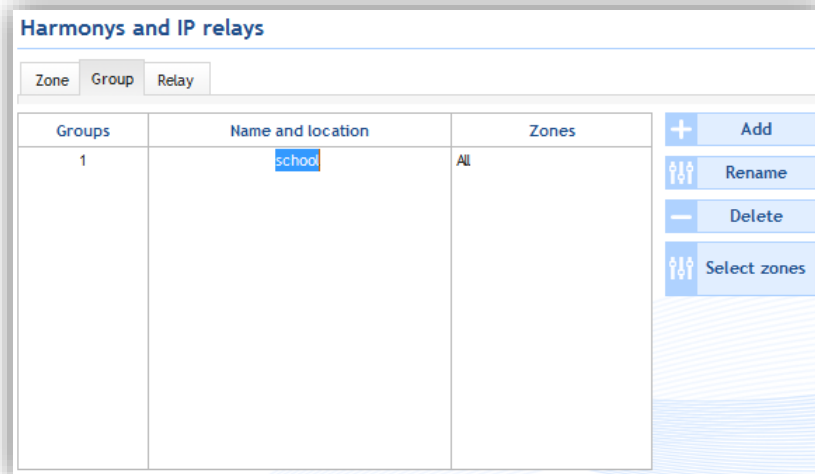 Harmonys and IP relays
Zone Group Relay
Groups Name and location Zones
1 school All
Add
Rename
Delete
Select zones